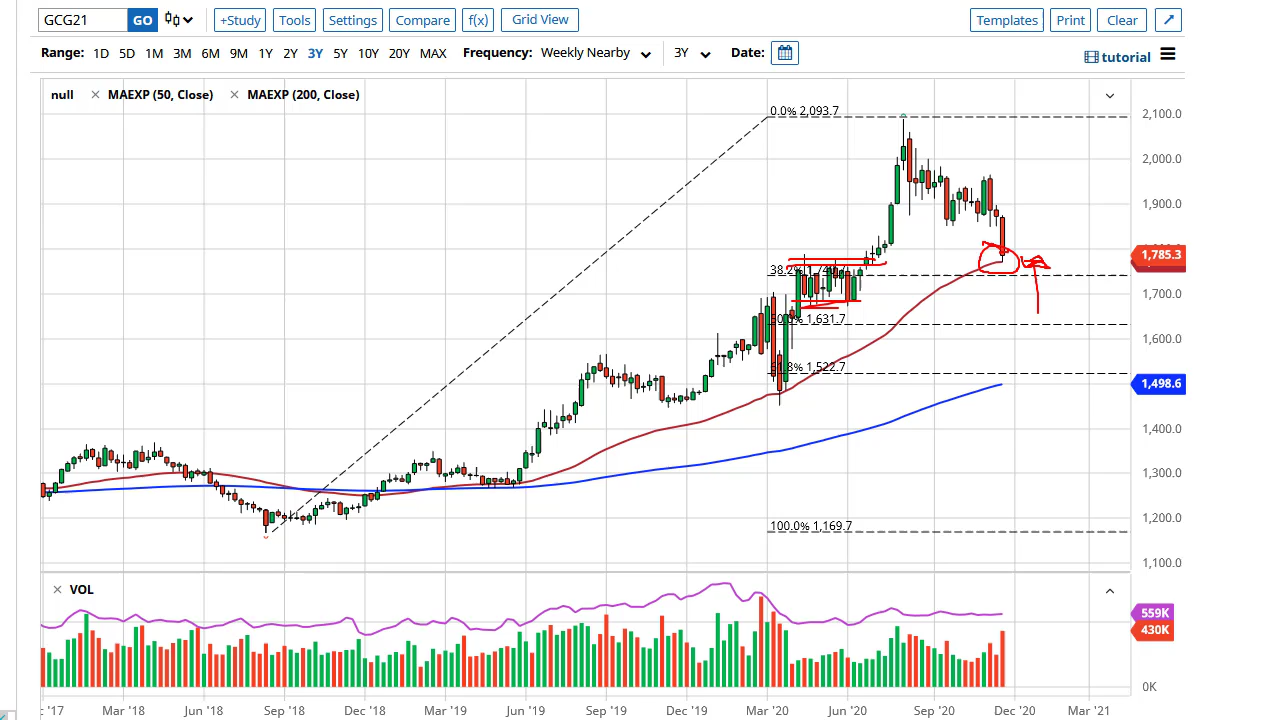 GCG21 GO +Study Tools Settings Compare f(x) Grid View Templates Print Clear
Range: 1D 5D 1M 3M 6M 9M 1Y 2Y 3Y 5Y 10Y 20Y MAX Frequency: Weekly Nearby 3Y Date: tutorial
null × MAEXP (50, Close) × MAEXP (200, Close)
0.0% 2,093.7
2,100.0
2,000.0
1,900.0
1,785.3
1,700.0
1,631.7
1,600.0
1,522.7
1,498.6
1,400.0
1,300.0
100.0% 1,169.7
1,200.0
1,100.0
× VOL
559K
430K
0K
'17 Mar '18 Jun '18 Sep '18 Dec '18 Mar '19 Jun '19 Sep '19 Dec '19 Mar '20 Jun '20 Sep '20 Dec '20 Mar '21